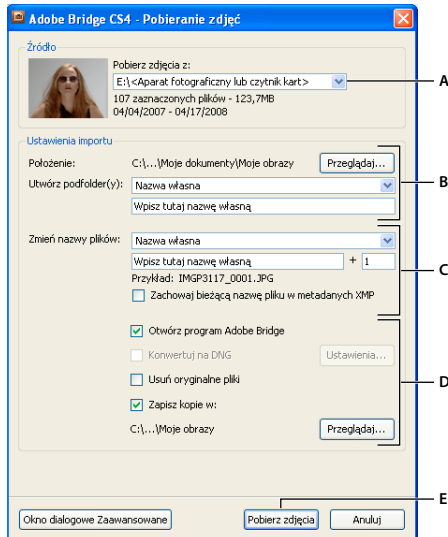 Adobe Bridge CS4 - Pobieranie zdjęć
Źródło
Pobierz zdjęcia z:
E:\<Aparat fotograficzny lub czytnik kart>
A
107 zaznaczonych plików - 123,7MB
04/04/2007 - 04/17/2008
Ustawienia importu
Położenie: C:\...\Moje dokumenty\Moje obrazy Przeglądaj...
Utwórz podfolder(y): Nazwa własna
B
Wpisz tutaj nazwę własną
Zmień nazwy plików: Nazwa własna
Wpisz tutaj nazwę własną + 1
C
Przykład: IMGP3117_0001.JPG
Zachowaj bieżącą nazwę pliku w metadanych XMP
Otwórz program Adobe Bridge
Konwertuj na DNG Ustawienia...
D
Usuń oryginalne pliki
Zapisz kopie w:
C:\...\Moje obrazy Przeglądaj...
E
Okno dialogowe Zaawansowane Pobierz zdjęcia Anuluj